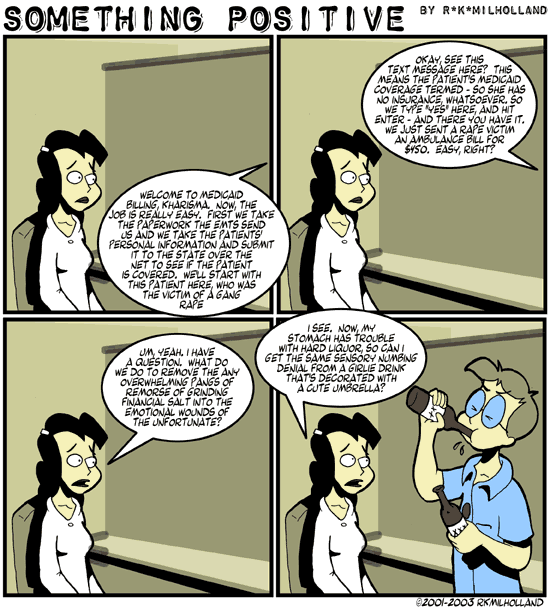 SOMETHING POSITIVE BY R*K*MILHOLLAND
WELCOME TO MEDICAID
BILLING, KHARISMA. NOW, THE
JOB IS REALLY EASY. FIRST WE TAKE
THE PAPERWORK THE EMTS SEND
US AND WE TAKE THE PATIENTS'
PERSONAL INFORMATION AND SUBMIT
IT TO THE STATE OVER THE
NET TO SEE IF THE PATIENT
IS COVERED. WE'LL START WITH
THIS PATIENT HERE, WHO WAS
THE VICTIM OF A GANG
RAPE
OKAY, SEE THIS
TEXT MESSAGE HERE? THIS
MEANS THE PATIENT'S MEDICAID
COVERAGE TERMED - SO SHE HAS
NO INSURANCE, WHATSOEVER. SO
WE TYPE "YES" HERE, AND HIT
ENTER - AND THERE YOU HAVE IT.
WE JUST SENT A RAPE VICTIM
AN AMBULANCE BILL FOR
$450. EASY, RIGHT?
UM, YEAH. I HAVE
A QUESTION. WHAT DO
WE DO TO REMOVE THE ANY
OVERWHELMING PANGS OF
REMORSE OF GRINDING
FINANCIAL SALT INTO THE
EMOTIONAL WOUNDS OF
THE UNFORTUNATE?
I SEE. NOW, MY
STOMACH HAS TROUBLE
WITH HARD LIQUOR, SO CAN I
GET THE SAME SENSORY NUMBING
DENIAL FROM A GIRLIE DRINK
THAT'S DECORATED WITH
A CUTE UMBRELLA?
©2001-2003 RKMILHOLLAND